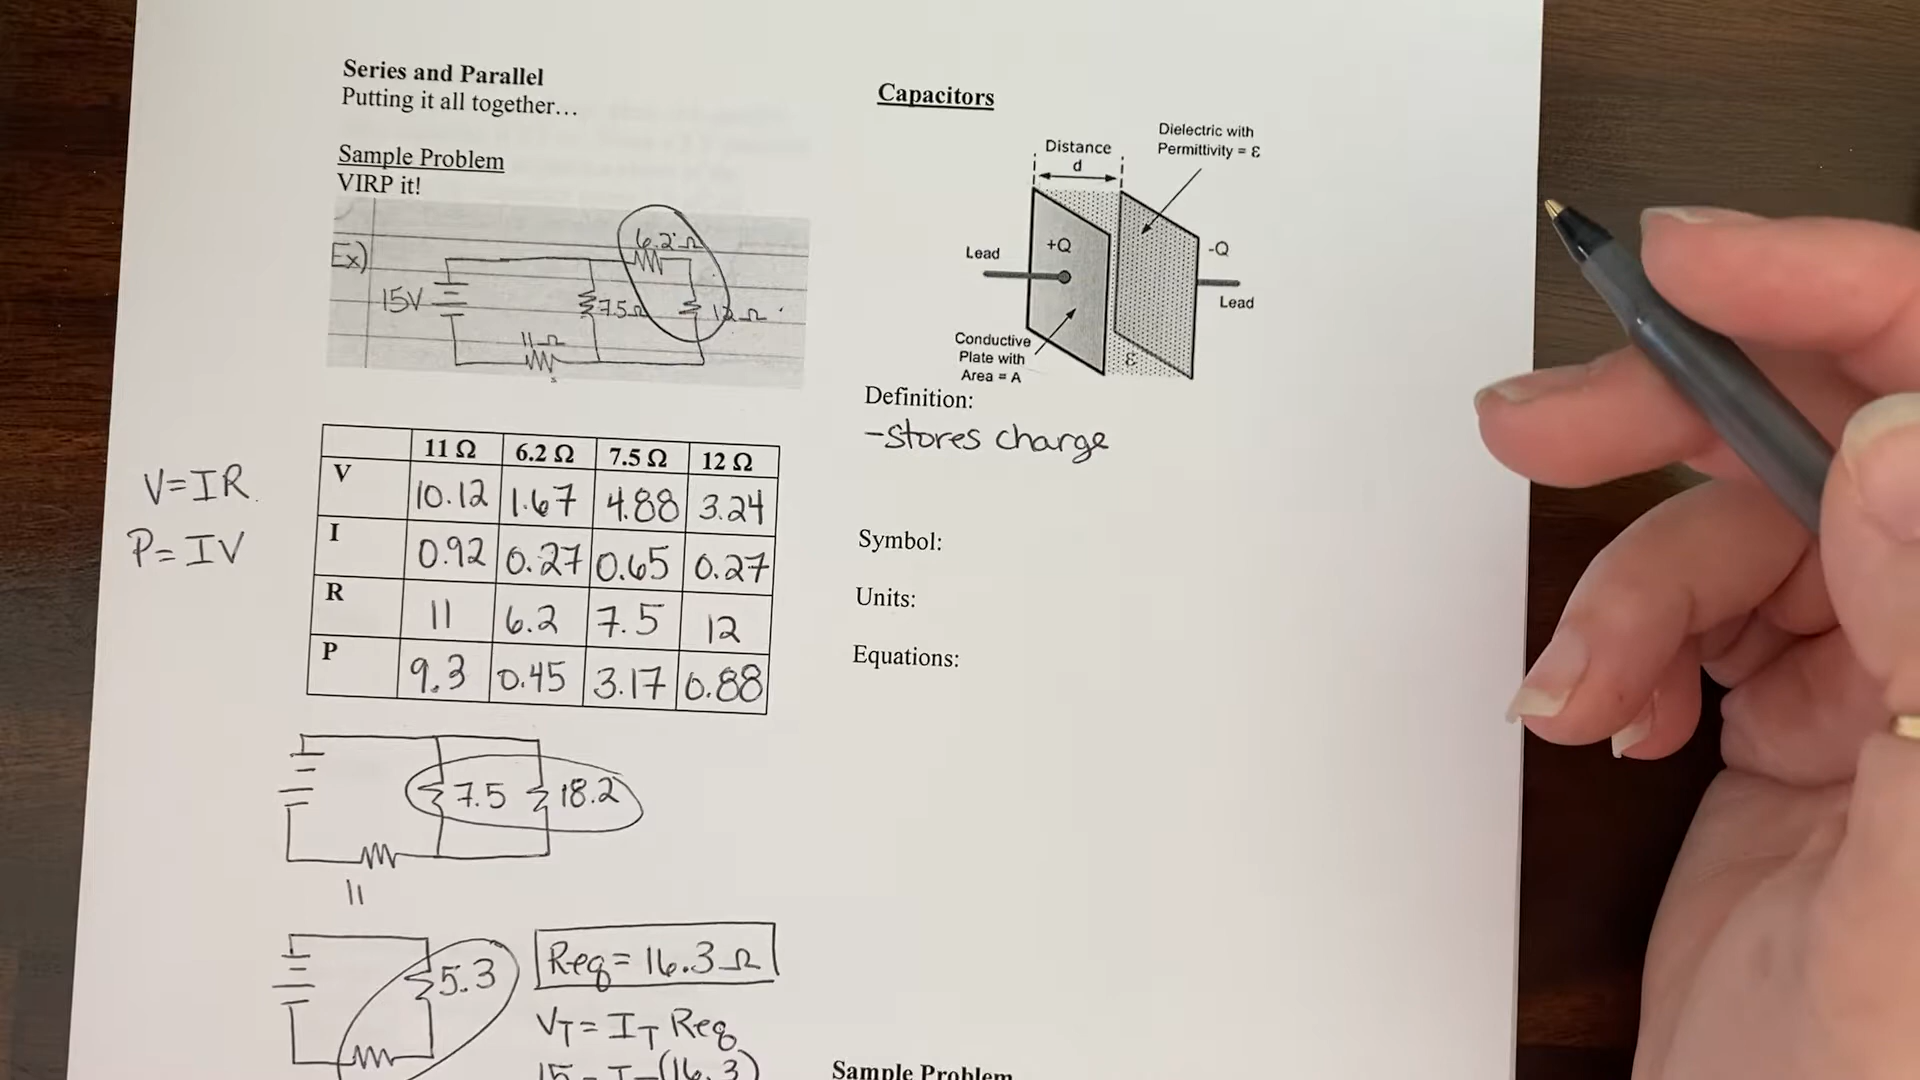 Series and Parallel
Putting it all together...
Sample Problem
VIRP it!
Ex)
15V
6.2Ω
7.5Ω
12Ω
11Ω
11 Ω 6.2 Ω 7.5 Ω 12 Ω
V 10.12 1.67 4.88 3.24
I 0.92 0.27 0.65 0.27
R 11 6.2 7.5 12
P 9.3 0.45 3.17 0.88
V=IR
P=IV
7.5
18.2
11
5.3
Req=16.3Ω
VT=IT Req
15=IT(16.3)
Capacitors
Distance
d
Dielectric with
Permittivity = ε
Lead
+Q
-Q
Lead
Conductive
Plate with
Area = A
ε
Definition:
-Stores charge
Symbol:
Units:
Equations:
Sample Problem